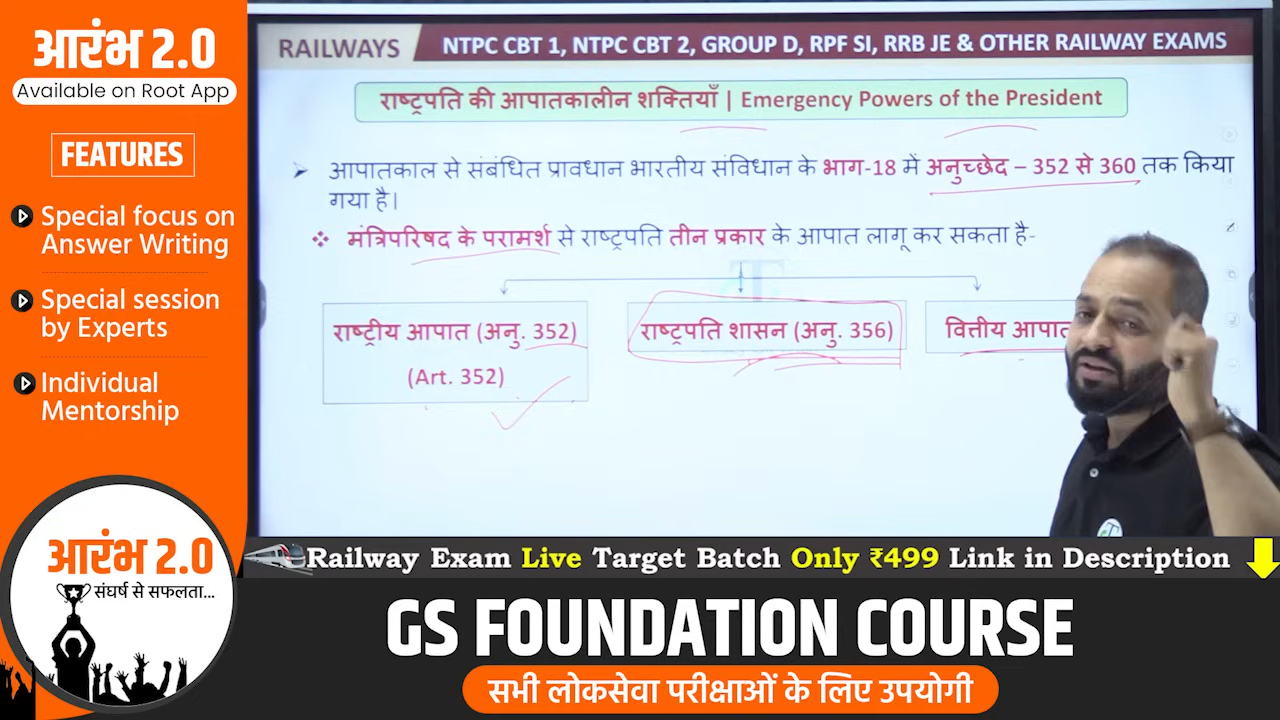 आरंभ 2.0
Available on Root App
FEATURES
Special focus on
Answer Writing
Special session
by Experts
Individual
Mentorship
आरंभ 2.0
संघर्ष से सफलता...
RAILWAYS
NTPC CBT 1, NTPC CBT 2, GROUP D, RPF SI, RRB JE & OTHER RAILWAY EXAMS
राष्ट्रपति की आपातकालीन शक्तियाँ | Emergency Powers of the President
आपातकाल से संबंधित प्रावधान भारतीय संविधान के भाग-18 में अनुच्छेद – 352 से 360 तक किया
गया है।
मंत्रिपरिषद के परामर्श से राष्ट्रपति तीन प्रकार के आपात लागू कर सकता है-
राष्ट्रीय आपात (अनु. 352)
(Art. 352)
राष्ट्रपति शासन (अनु. 356)
वित्तीय आपात
Railway Exam Live Target Batch Only ₹499 Link in Description
GS FOUNDATION COURSE
सभी लोकसेवा परीक्षाओं के लिए उपयोगी